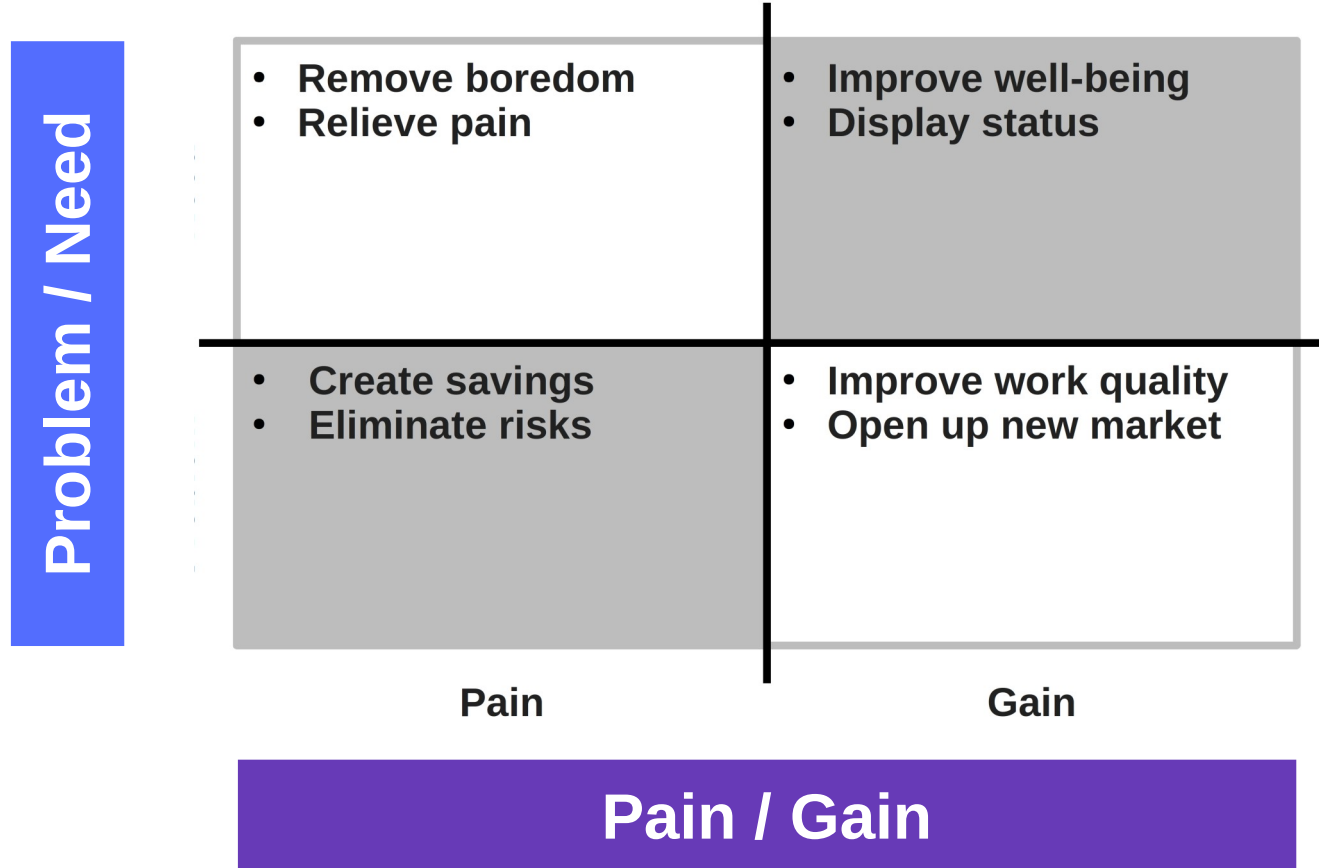 Problem / Need
• Remove boredom
• Relieve pain
• Improve well-being
• Display status
• Create savings
• Eliminate risks
• Improve work quality
• Open up new market
Pain
Gain
Pain / Gain